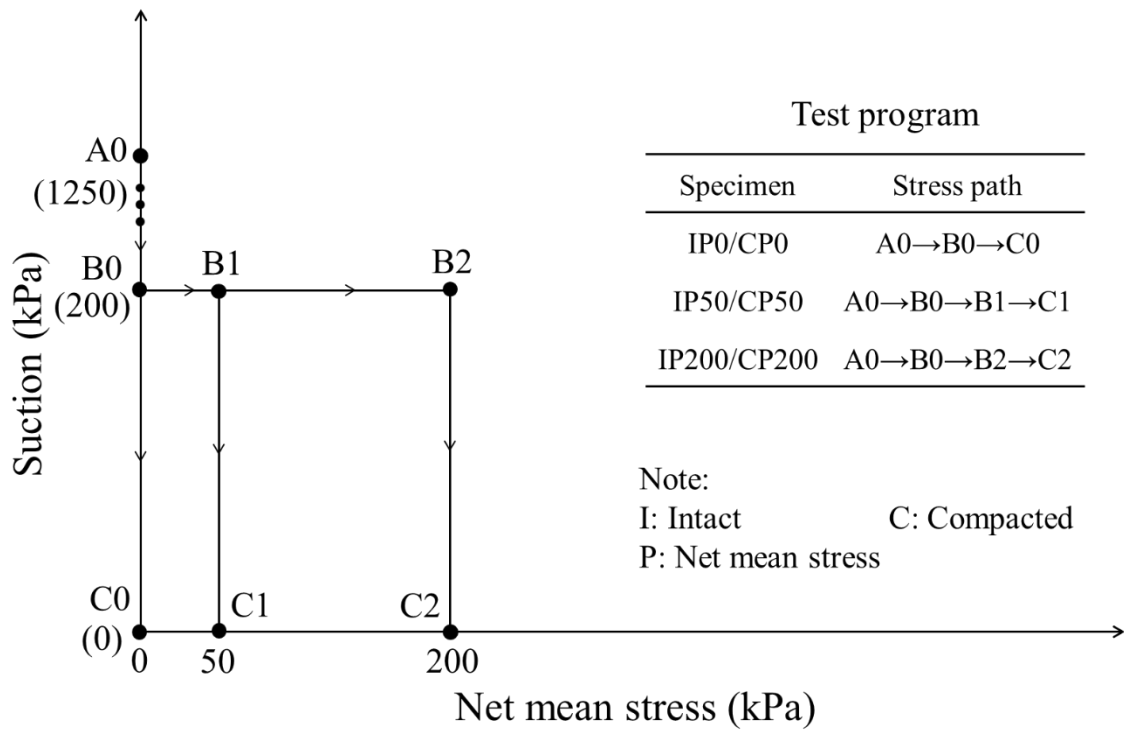 Suction (kPa)
A0
(1250)
B0
(200)
B1
B2
C0
(0)
C1
C2
0
50
200
Net mean stress (kPa)
Test program
Specimen Stress path
IP0/CP0 A0→B0→C0
IP50/CP50 A0→B0→B1→C1
IP200/CP200 A0→B0→B2→C2
Note:
I: Intact C: Compacted
P: Net mean stress